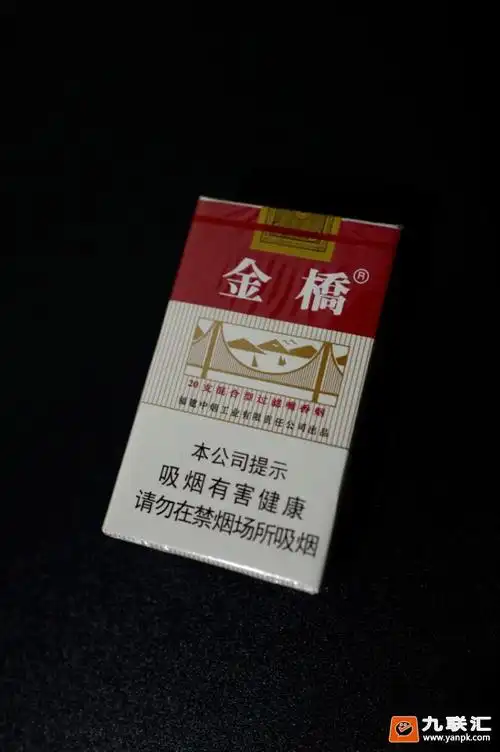 金橋®
20支混合型过滤嘴香烟
福建中烟工业有限责任公司出品
本公司提示
吸烟有害健康
请勿在禁烟场所吸烟
九联汇
www.yanpk.com